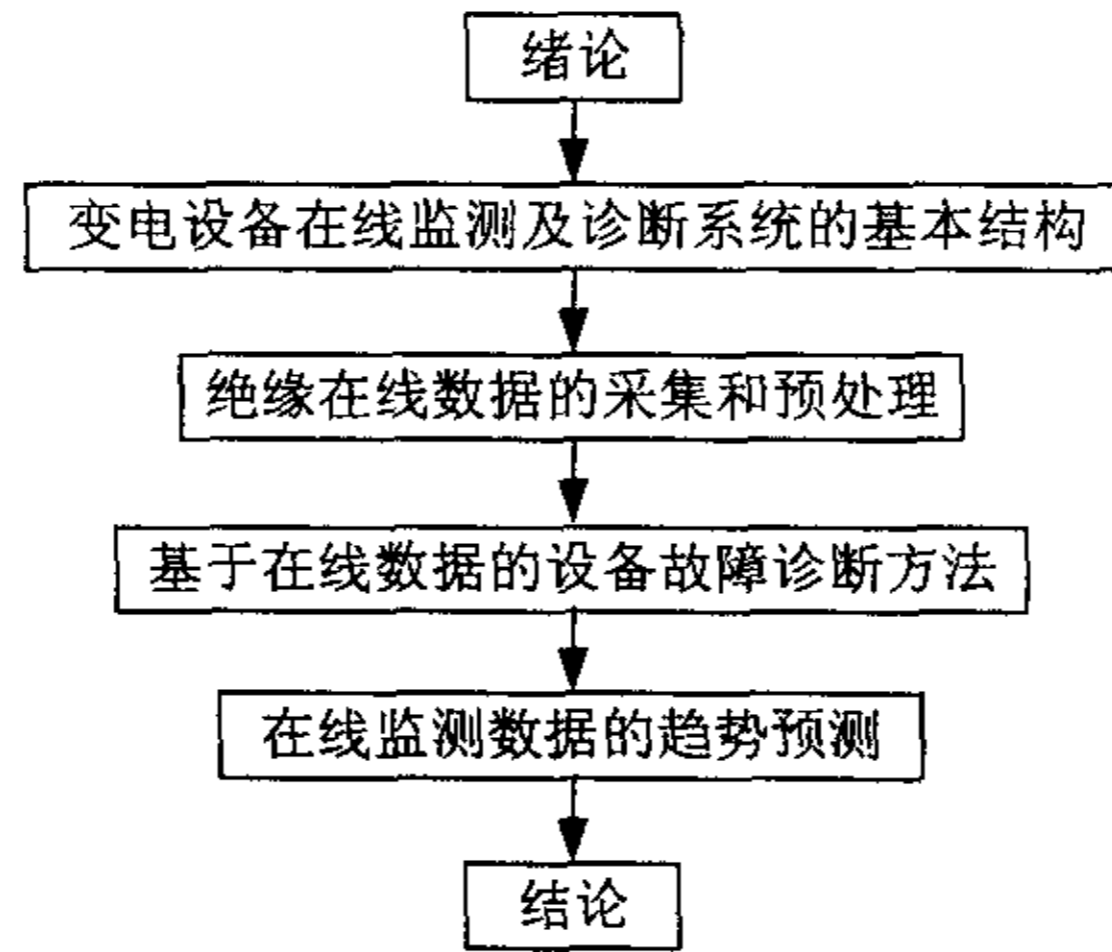 绪论
变电设备在线监测及诊断系统的基本结构
绝缘在线数据的采集和预处理
基于在线数据的设备故障诊断方法
在线监测数据的趋势预测
结论